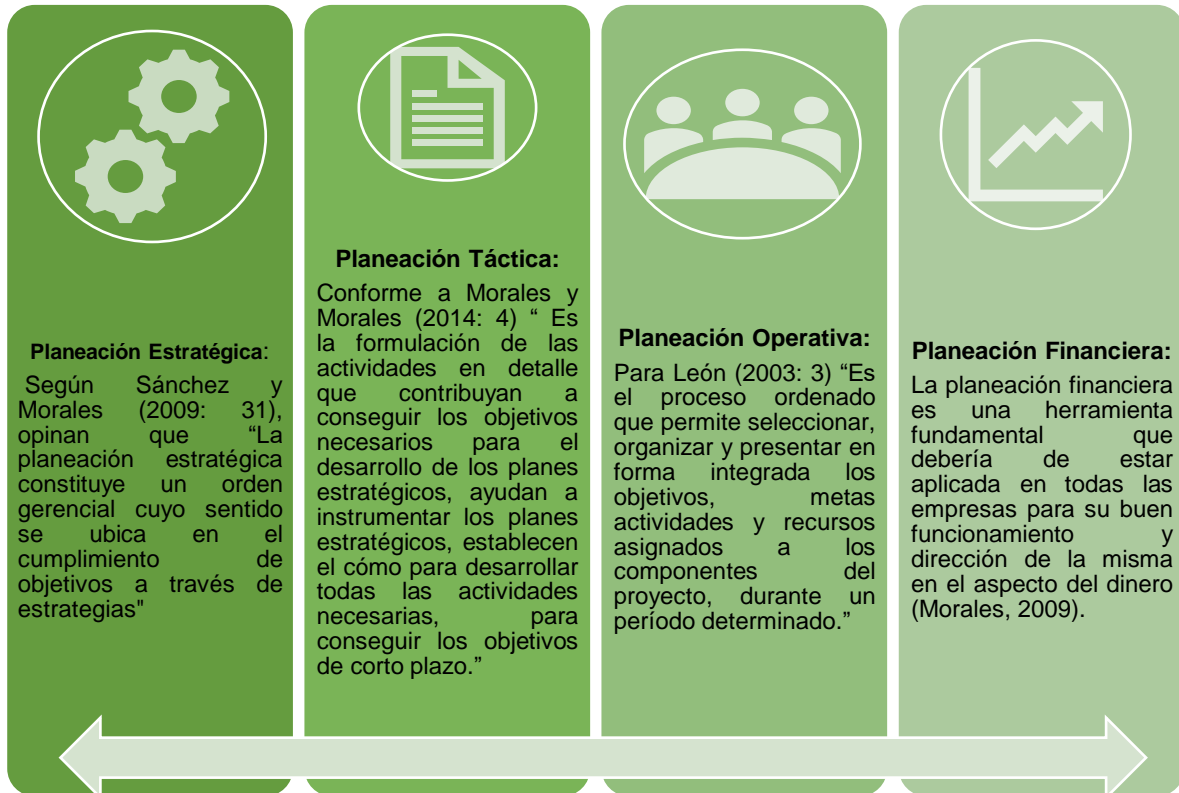 Planeación Estratégica:
Según Sánchez y
Morales (2009: 31),
opinan que “La
planeación estratégica
constituye un orden
gerencial cuyo sentido
se ubica en el
cumplimiento de
objetivos a través de
estrategias"
Planeación Táctica:
Conforme a Morales y
Morales (2014: 4) “ Es
la formulación de las
actividades en detalle
que contribuyan a
conseguir los objetivos
necesarios para el
desarrollo de los planes
estratégicos, ayudan a
instrumentar los planes
estratégicos, establecen
el cómo para desarrollar
todas las actividades
necesarias, para
conseguir los objetivos
de corto plazo.”
Planeación Operativa:
Para León (2003: 3) “Es
el proceso ordenado
que permite seleccionar,
organizar y presentar en
forma integrada los
objetivos, metas
actividades y recursos
asignados a los
componentes del
proyecto, durante un
período determinado.”
Planeación Financiera:
La planeación financiera
es una herramienta
fundamental que
debería de estar
aplicada en todas las
empresas para su buen
funcionamiento y
dirección de la misma
en el aspecto del dinero
(Morales, 2009).